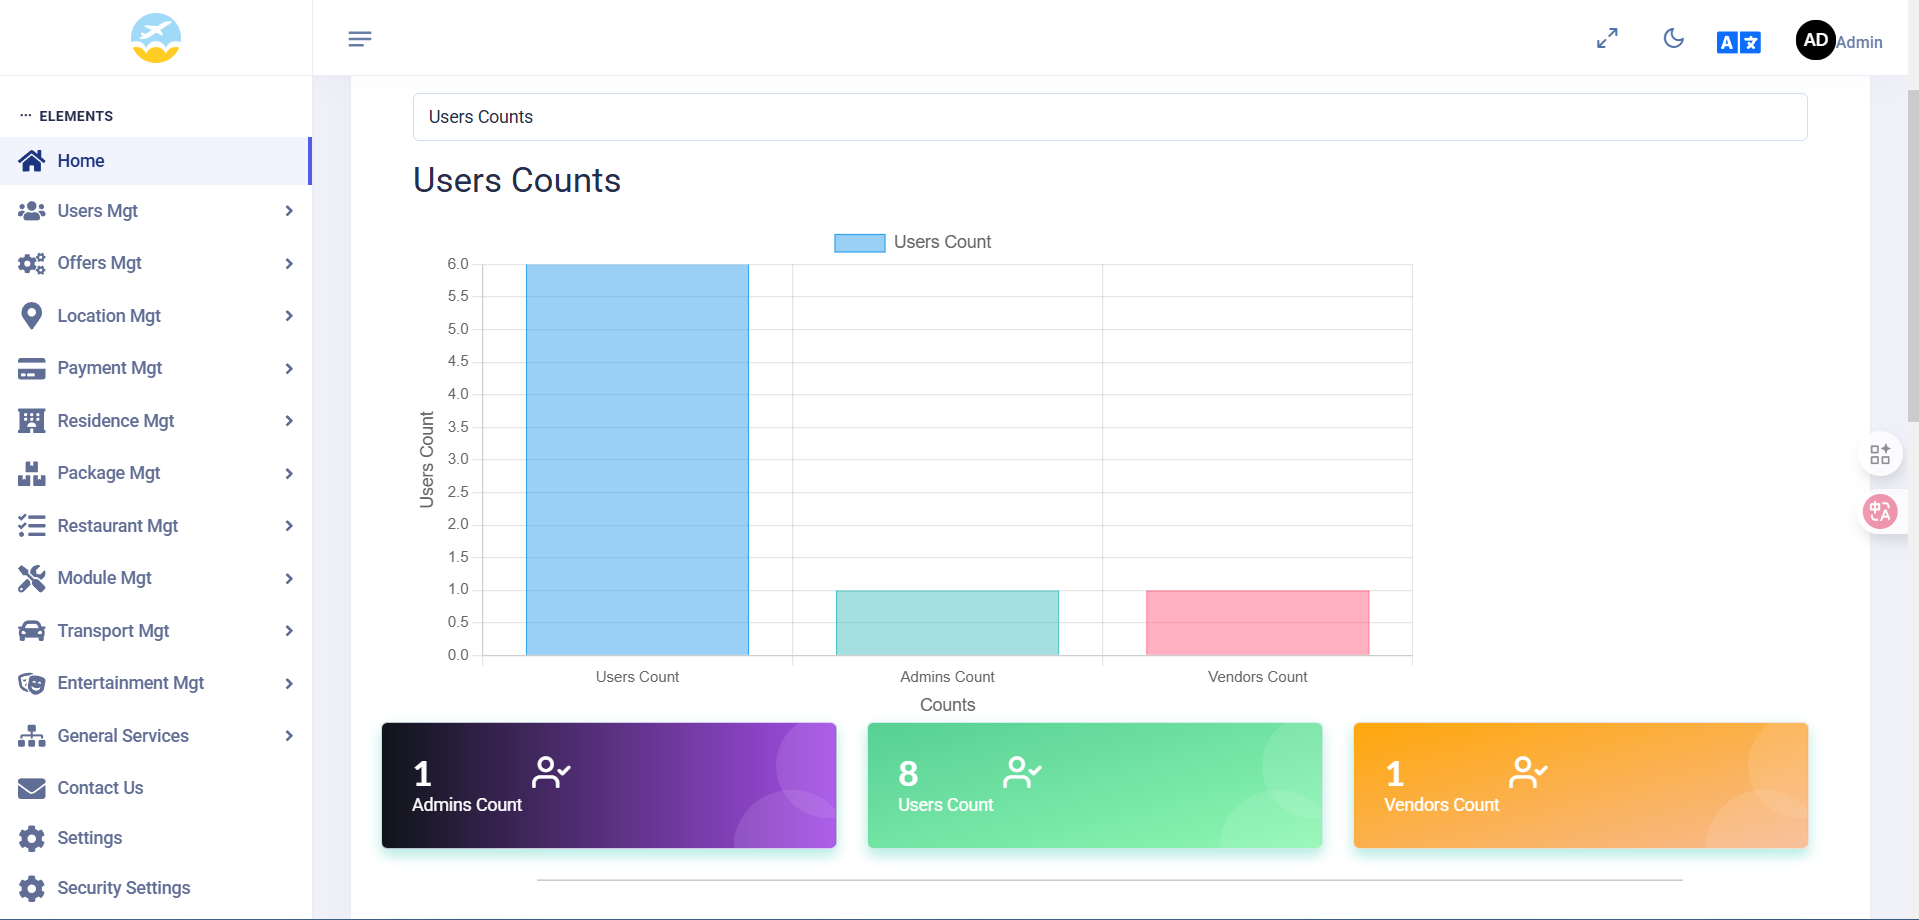 AD Admin
··· ELEMENTS
Home
Users Mgt
Offers Mgt
Location Mgt
Payment Mgt
Residence Mgt
Package Mgt
Restaurant Mgt
Module Mgt
Transport Mgt
Entertainment Mgt
General Services
Contact Us
Settings
Security Settings
Users Counts
Users Counts
Users Count
6.0
5.5
5.0
4.5
4.0
3.5
3.0
2.5
2.0
1.5
1.0
0.5
0.0
Users Count
Users Count
Admins Count
Vendors Count
Counts
1
Admins Count
8
Users Count
1
Vendors Count